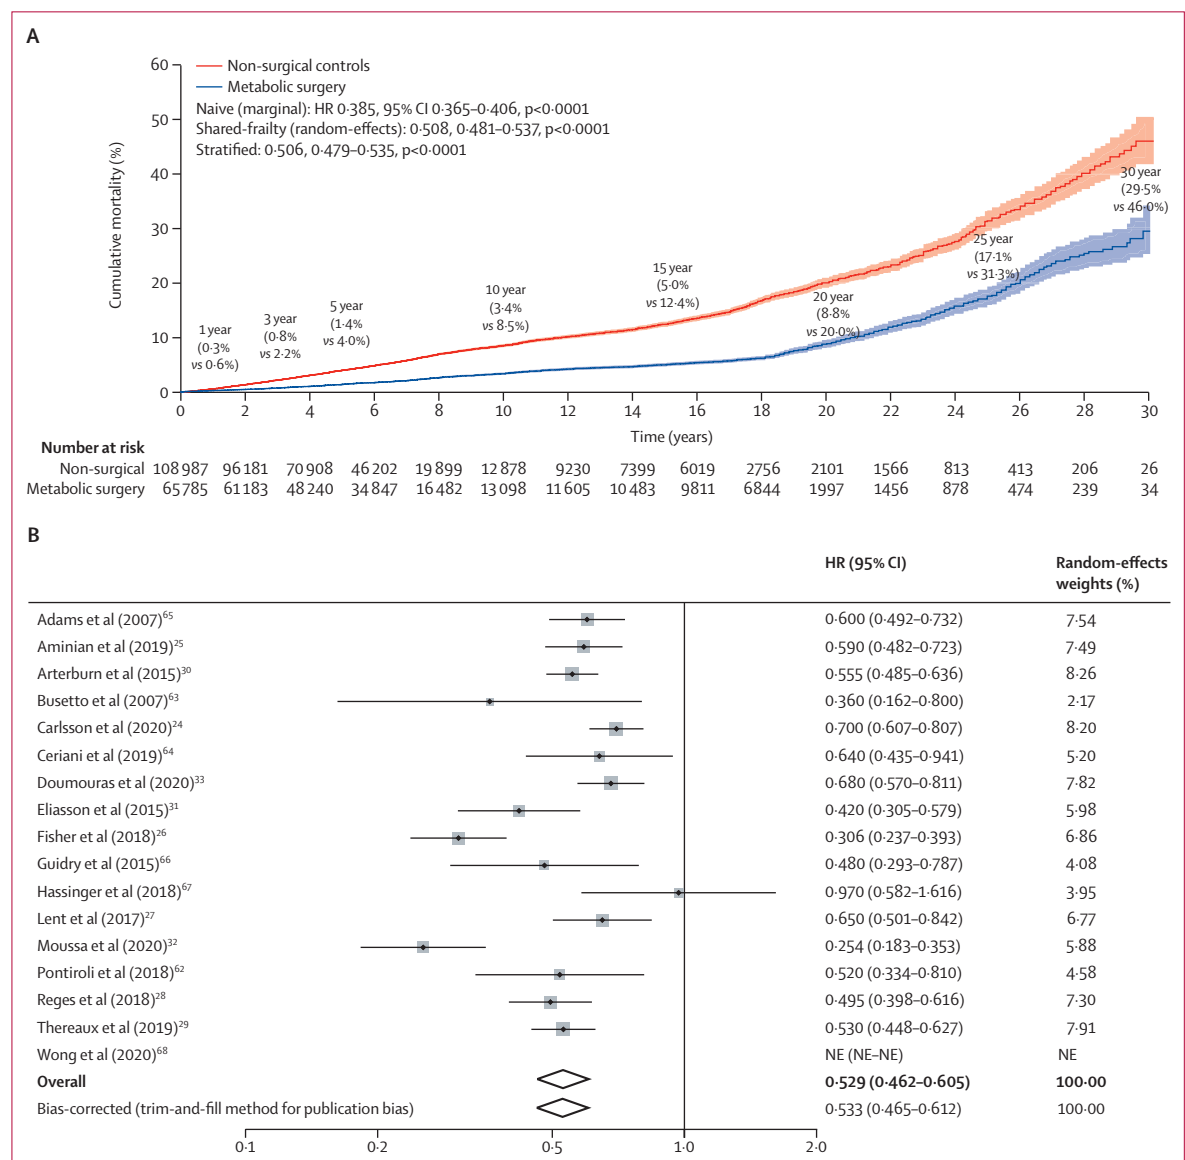 A
60
50
40
30
20
10
0
Cumulative mortality (%)
Non-surgical controls
Metabolic surgery
Naive (marginal): HR 0·385, 95% CI 0·365–0·406, p<0·0001
Shared-frailty (random-effects): 0·508, 0·481–0·537, p<0·0001
Stratified: 0·506, 0·479–0·535, p<0·0001
1 year
(0·3%
vs 0·6%)
3 year
(0·8%
vs 2·2%
5 year
(1·4%
vs 4·0%)
10 year
(3·4%
vs 8·5%)
15 year
(5·0%
vs 12·4%)
20 year
(8·8%
vs 20·0%)
25 year
(17·1%
vs 31·3%)
30 year
(29·5%
vs 46·0%)
0 2 4 6 8 10 12 14 16 18 20 22 24 26 28 30
Time (years)
Number at risk
Non-surgical 108 987 96 181 70 908 46 202 19 899 12 878 9230 7399 6019 2756 2101 1566 813 413 206 26
Metabolic surgery 65 785 61 183 48 240 34 847 16 482 13 098 11 605 10 483 9811 6844 1997 1456 878 474 239 34
B
HR (95% CI) Random-effects
weights (%)
Adams et al (2007)65 0·600 (0·492–0·732) 7·54
Aminian et al (2019)25 0·590 (0·482–0·723) 7·49
Arterburn et al (2015)30 0·555 (0·485–0·636) 8·26
Busetto et al (2007)63 0·360 (0·162–0·800) 2·17
Carlsson et al (2020)24 0·700 (0·607–0·807) 8·20
Ceriani et al (2019)64 0·640 (0·435–0·941) 5·20
Doumouras et al (2020)33 0·680 (0·570–0·811) 7·82
Eliasson et al (2015)31 0·420 (0·305–0·579) 5·98
Fisher et al (2018)26 0·306 (0·237–0·393) 6·86
Guidry et al (2015)66 0·480 (0·293–0·787) 4·08
Hassinger et al (2018)67 0·970 (0·582–1·616) 3·95
Lent et al (2017)27 0·650 (0·501–0·842) 6·77
Moussa et al (2020)32 0·254 (0·183–0·353) 5·88
Pontiroli et al (2018)62 0·520 (0·334–0·810) 4·58
Reges et al (2018)28 0·495 (0·398–0·616) 7·30
Thereaux et al (2019)29 0·530 (0·448–0·627) 7·91
Wong et al (2020)68 NE (NE–NE) NE
Overall 0·529 (0·462–0·605) 100·00
Bias-corrected (trim-and-fill method for publication bias) 0·533 (0·465–0·612) 100·00
0·1 0·2 0·5 1·0 2·0